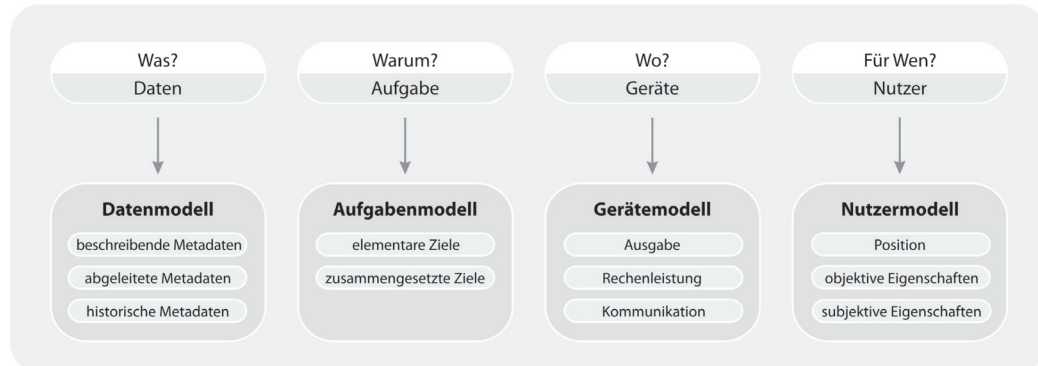 Was?
Daten
Datenmodell
beschreibende Metadaten
abgeleitete Metadaten
historische Metadaten
Warum?
Aufgabe
Aufgabenmodell
elementare Ziele
zusammengesetzte Ziele
Wo?
Geräte
Gerätemodell
Ausgabe
Rechenleistung
Kommunikation
Für Wen?
Nutzer
Nutzermodell
Position
objektive Eigenschaften
subjektive Eigenschaften